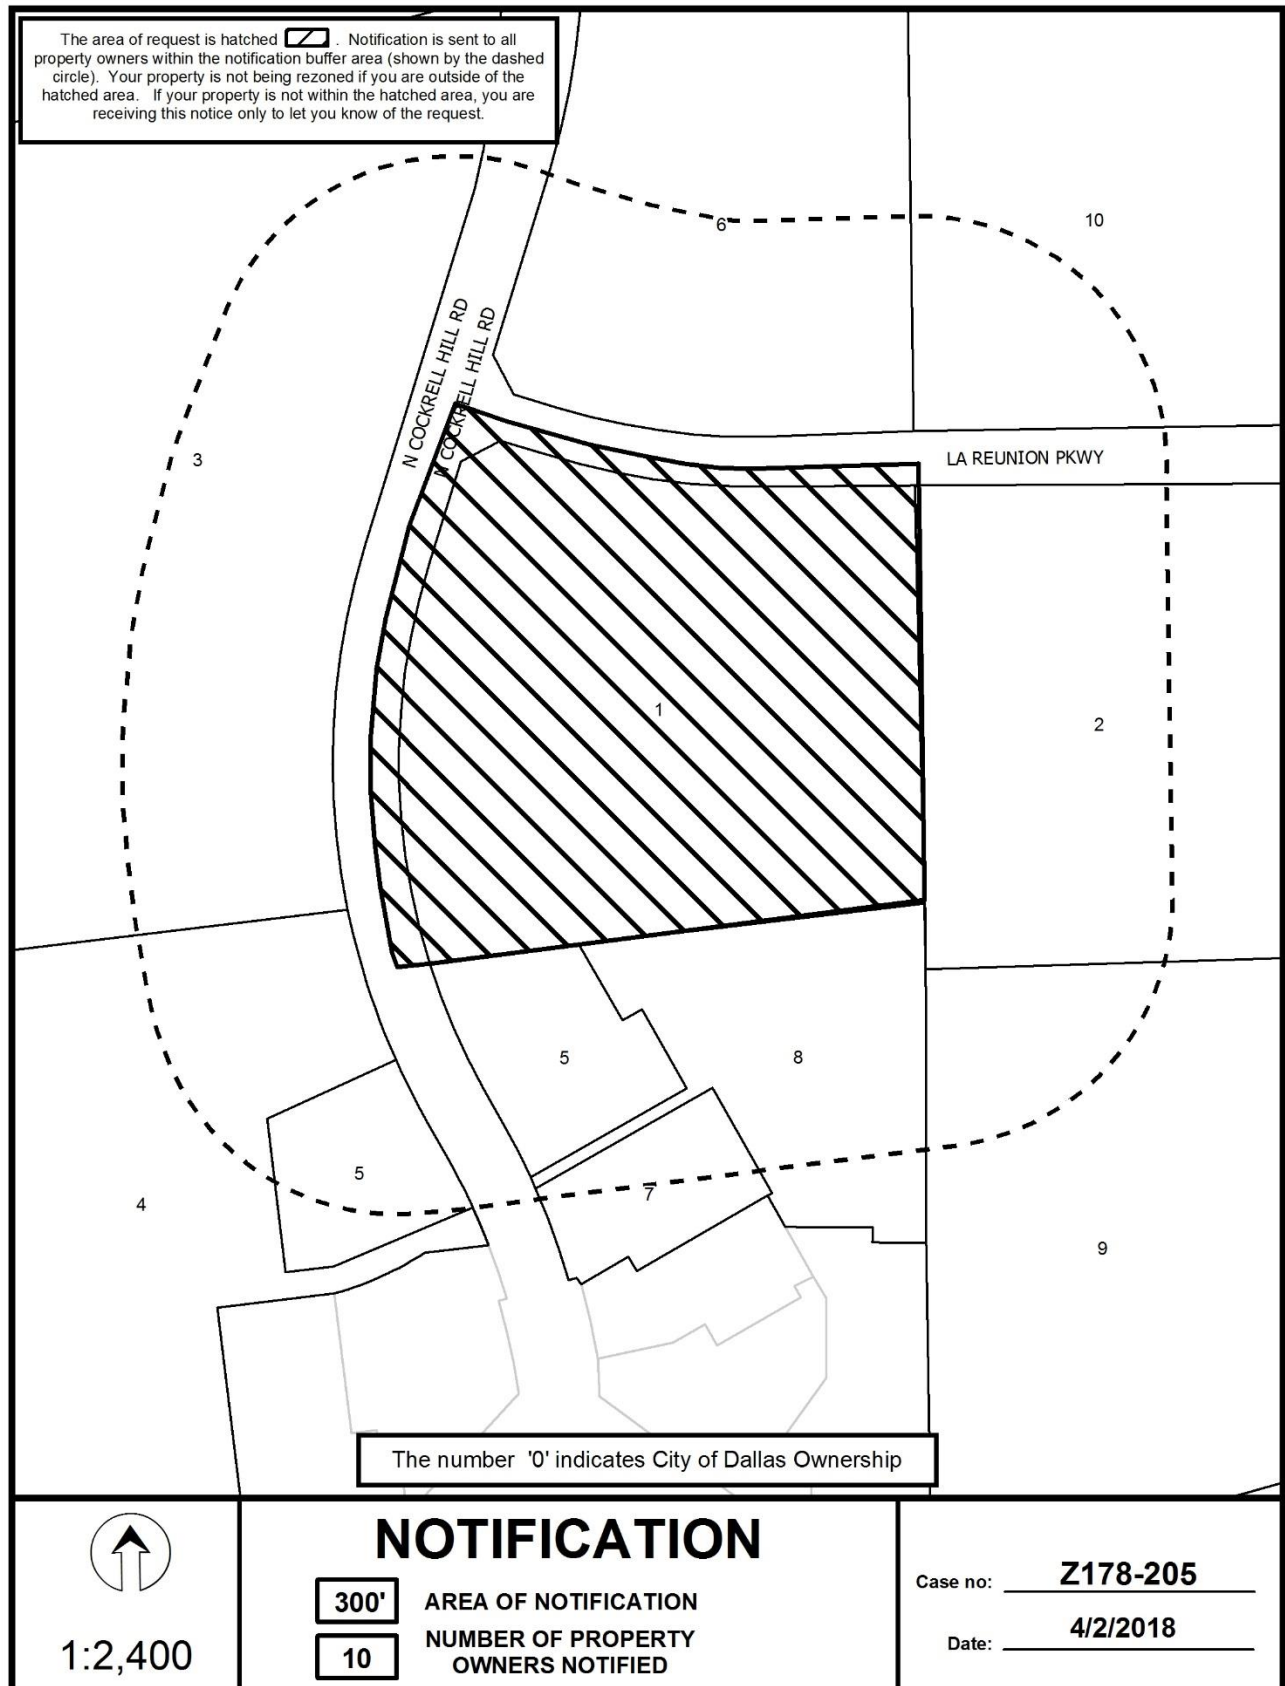 The area of request is hatched . Notification is sent to all
property owners within the notification buffer area (shown by the dashed
circle). Your property is not being rezoned if you are outside of the
hatched area. If your property is not within the hatched area, you are
receiving this notice only to let you know of the request.
10
6
N COCKRELL HILL RD
N COCKRELL HILL RD
3
LA REUNION PKWY
1
2
5
8
5
7
4
9
The number '0' indicates City of Dallas Ownership
1:2,400
NOTIFICATION
300' AREA OF NOTIFICATION
10 NUMBER OF PROPERTY
OWNERS NOTIFIED
Case no: Z178-205
Date: 4/2/2018